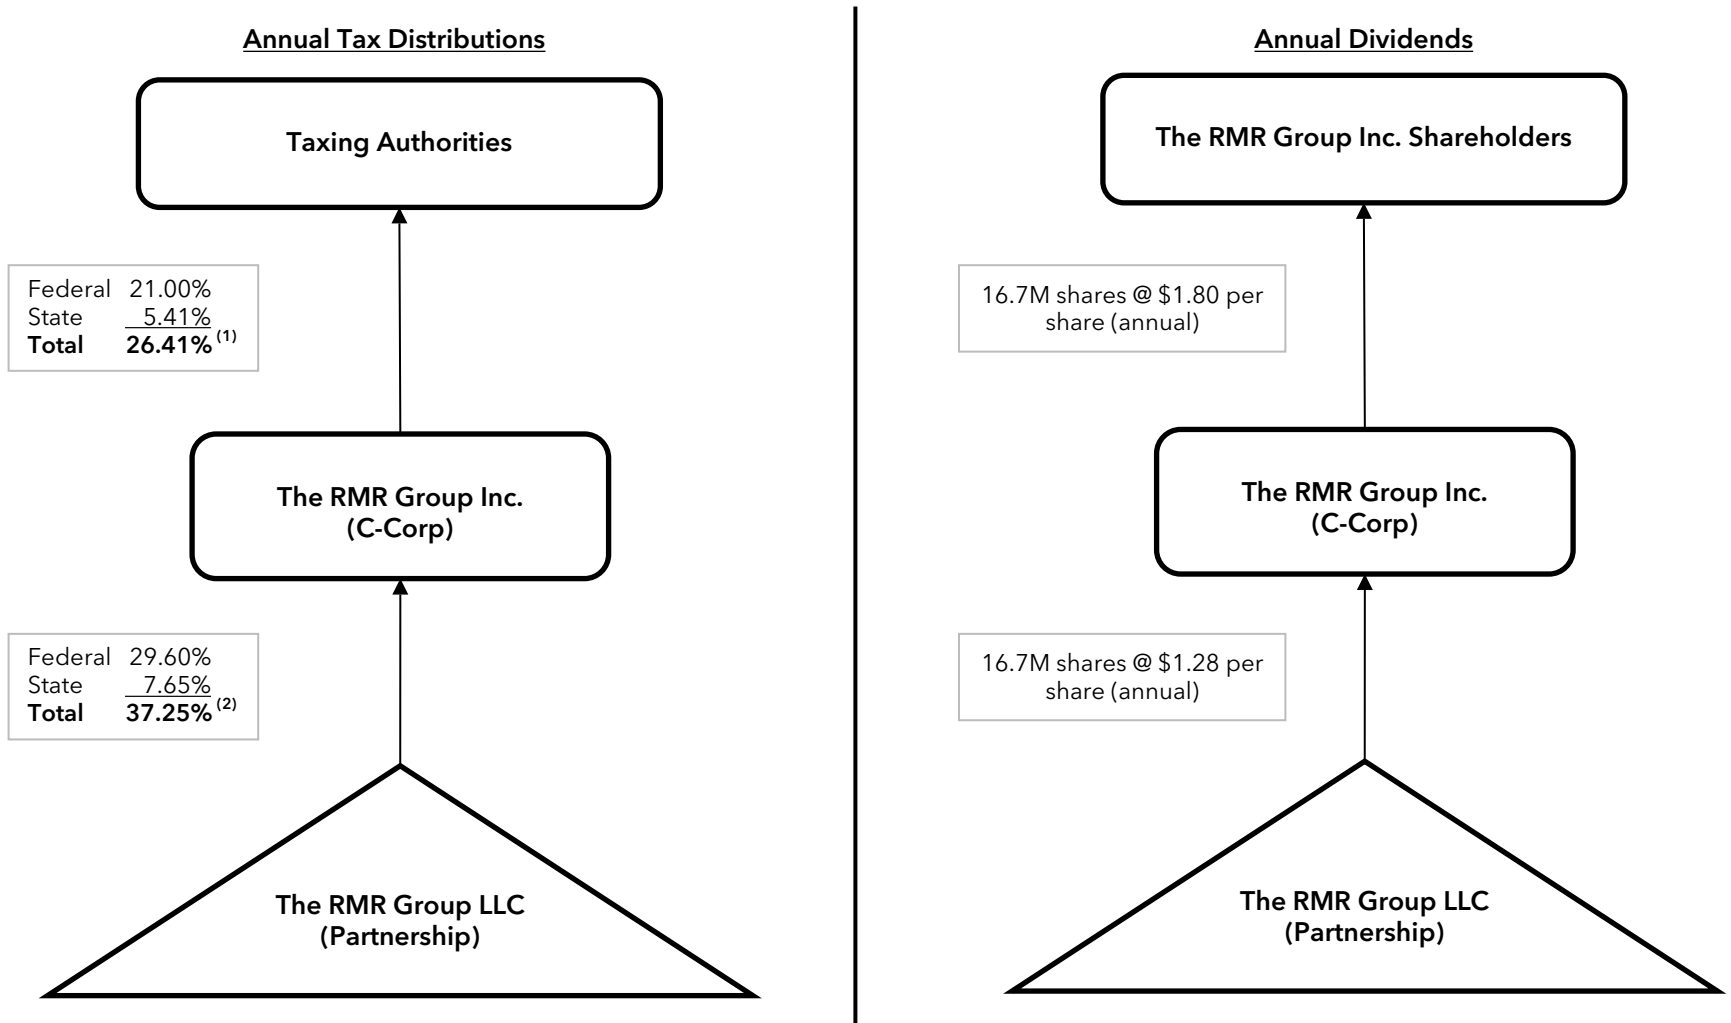 Annual Tax Distributions
Taxing Authorities
Federal 21.00%
State 5.41%
Total 26.41% (1)
The RMR Group Inc.
(C-Corp)
Federal 29.60%
State 7.65%
Total 37.25% (2)
The RMR Group LLC
(Partnership)
Annual Dividends
The RMR Group Inc. Shareholders
16.7M shares @ $1.80 per
share (annual)
The RMR Group Inc.
(C-Corp)
16.7M shares @ $1.28 per
share (annual)
The RMR Group LLC
(Partnership)